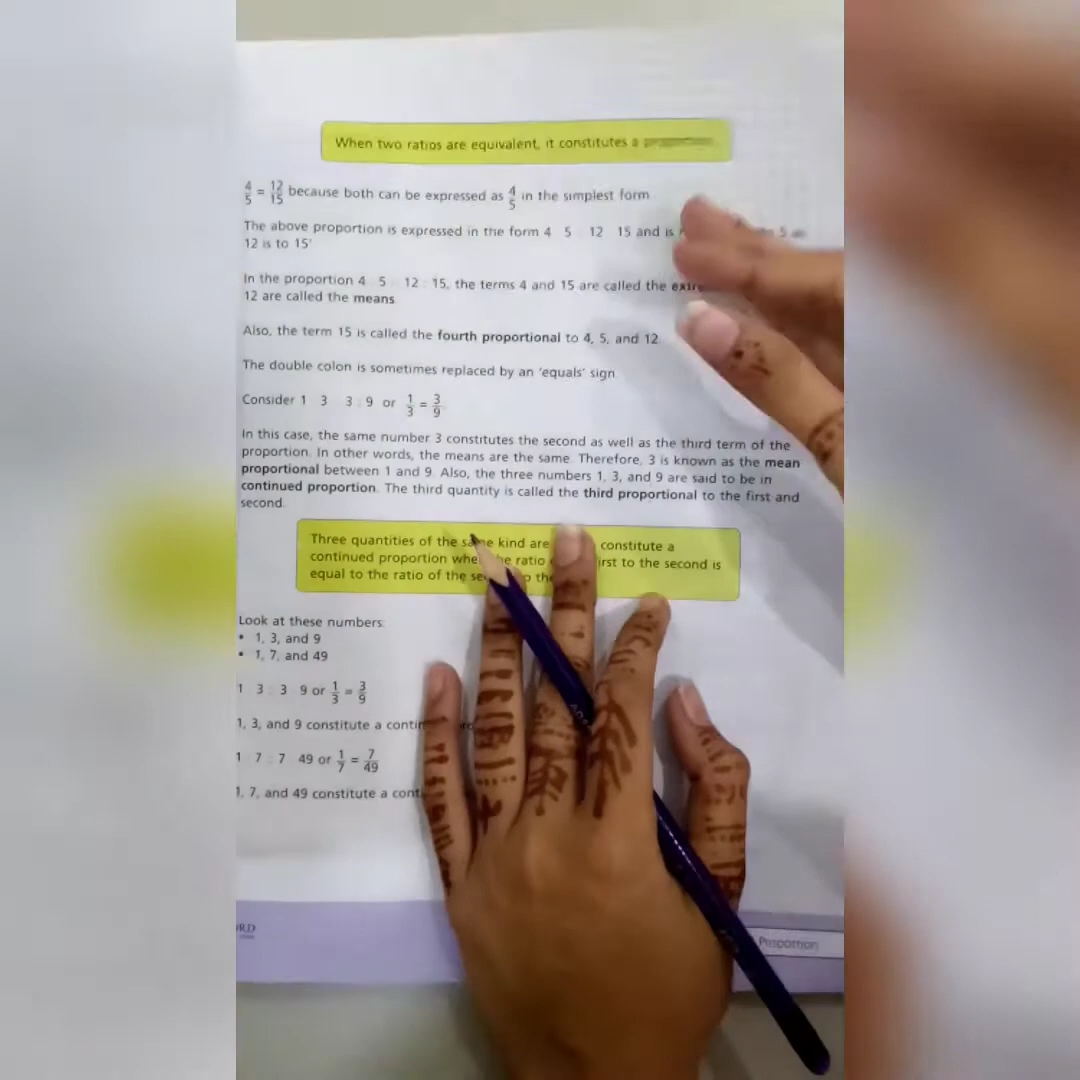 When two ratios are equivalent, it constitutes a
4/5 = 12/15 because both can be expressed as 4/5 in the simplest form
The above proportion is expressed in the form 4 5 12 15 and is 5 as
12 is to 15'
In the proportion 4 5 12 : 15, the terms 4 and 15 are called the
12 are called the means
Also, the term 15 is called the fourth proportional to 4, 5, and 12
The double colon is sometimes replaced by an 'equals' sign
Consider 1 3 3 : 9 or 1/3 = 3/9
In this case, the same number 3 constitutes the second as well as the third term of the
proportion. In other words, the means are the same. Therefore, 3 is known as the mean
proportional between 1 and 9. Also, the three numbers 1, 3, and 9 are said to be in
continued proportion. The third quantity is called the third proportional to the first and
second.
Three quantities of the same kind are constitute a
continued proportion ratio to the second is
equal to the ratio of the
Look at these numbers:
• 1, 3, and 9
• 1, 7, and 49
1 3 : 3 9 or 1/3 = 3/9
1, 3, and 9 constitute a
1 7 : 7 49 or 1/7 = 7/49
1, 7, and 49 constitute a
Proportion